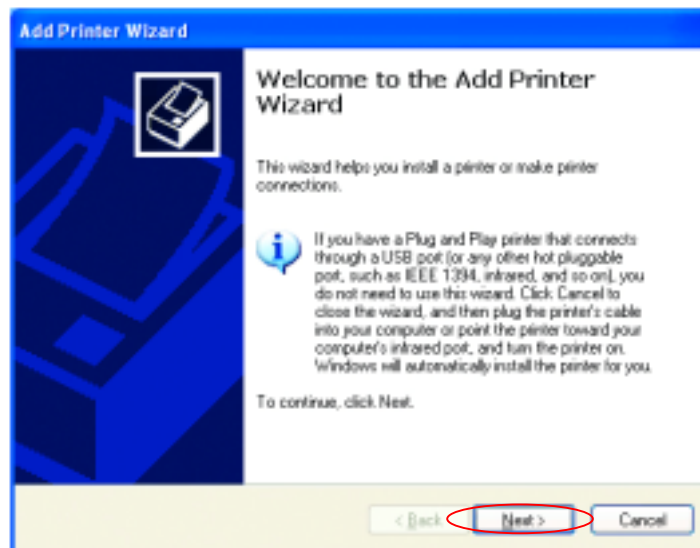 Add Printer Wizard
Welcome to the Add Printer
Wizard
This wizard helps you install a printer or make printer
connections.
If you have a Plug and Play printer that connects
through a USB port (or any other hot pluggable
port, such as IEEE 1394, infrared, and so on), you
do not need to use this wizard. Click Cancel to
close the wizard, and then plug the printer's cable
into your computer or point the printer toward your
computer's infrared port, and turn the printer on.
Windows will automatically install the printer for you.
To continue, click Next.
< Back Next > Cancel